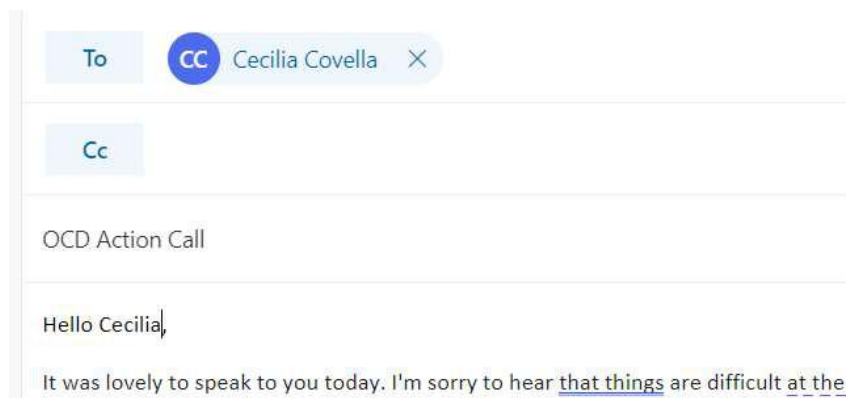 To CC Cecilia Covella
Cc
OCD Action Call
Hello Cecilia,
It was lovely to speak to you today. I'm sorry to hear that things are difficult at the